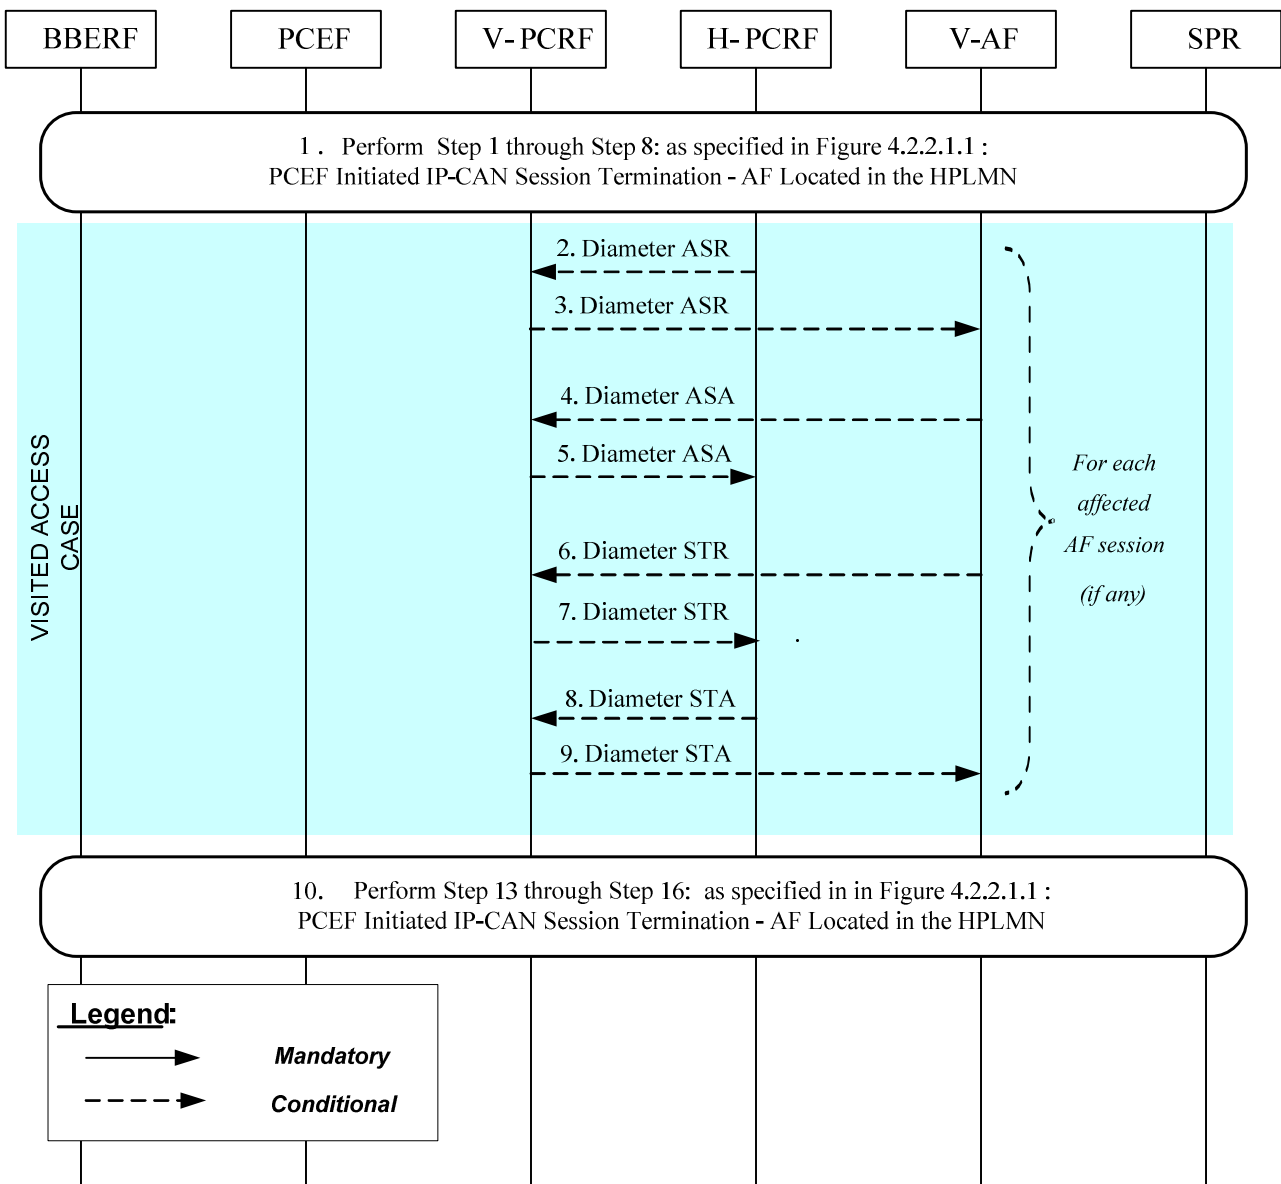 BBERF
PCEF
V-PCRF
H-PCRF
V-AF
SPR
1. Perform Step 1 through Step 8: as specified in Figure 4.2.2.1.1 :
PCEF Initiated IP-CAN Session Termination - AF Located in the HPLMN
2. Diameter ASR
3. Diameter ASR
4. Diameter ASA
5. Diameter ASA
6. Diameter STR
7. Diameter STR
8. Diameter STA
9. Diameter STA
VISITED ACCESS
CASE
For each
affected
AF session
(if any)
10. Perform Step 13 through Step 16: as specified in in Figure 4.2.2.1.1 :
PCEF Initiated IP-CAN Session Termination - AF Located in the HPLMN
Legend:
Mandatory
Conditional